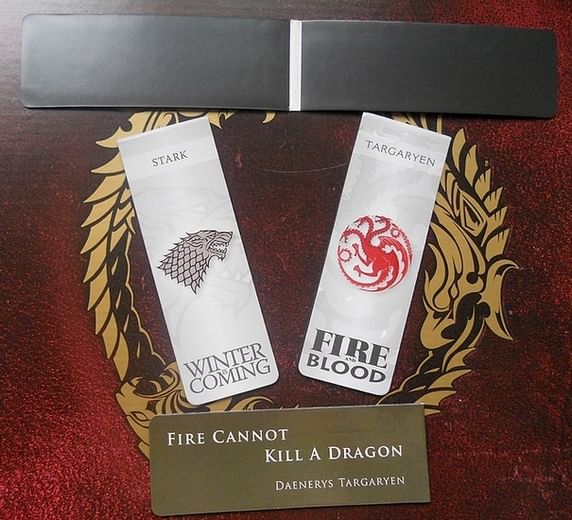 STARK
WINTER
IS
COMING
TARGARYEN
FIRE
AND
BLOOD
FIRE CANNOT
KILL A DRAGON
DAENERYS TARGARYEN